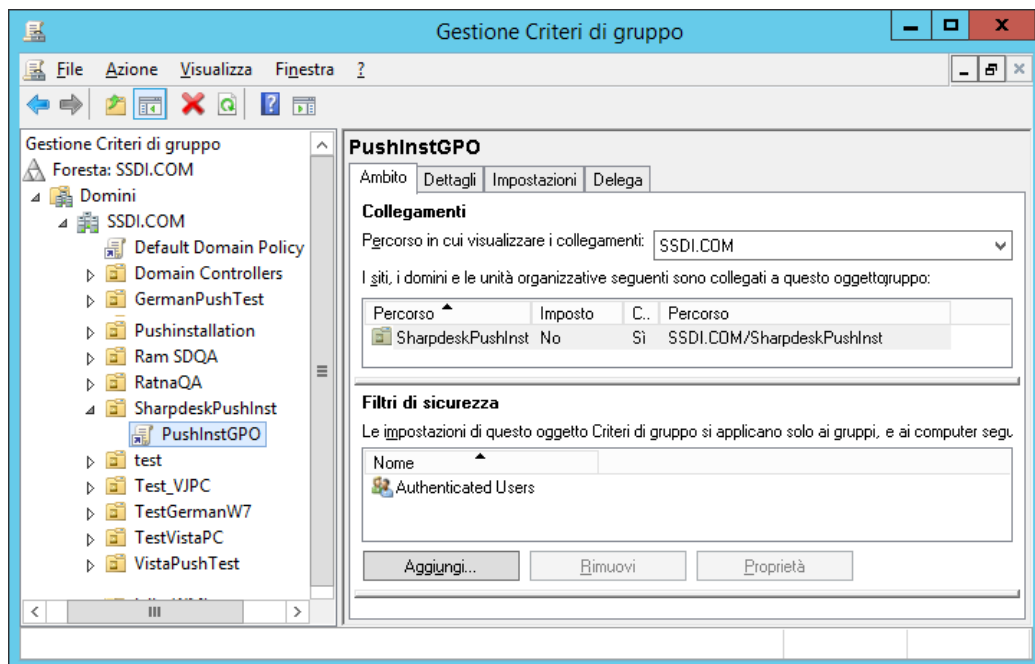 Gestione Criteri di gruppo
File Azione Visualizza Finestra ?
Gestione Criteri di gruppo
Foresta: SSDI.COM
Domini
SSDI.COM
Default Domain Policy
Domain Controllers
GermanPushTest
Pushinstallation
Ram SDQA
RatnaQA
SharpdeskPushInst
PushInstGPO
test
Test_VJPC
TestGermanW7
TestVistaPC
VistaPushTest
PushInstGPO
Ambito Dettagli Impostazioni Delega
Collegamenti
Percorso in cui visualizzare i collegamenti: SSDI.COM
I siti, i domini e le unità organizzative seguenti sono collegati a questo oggettogruppo:
Percorso Imposto C.. Percorso
SharpdeskPushInst No Sì SSDI.COM/SharpdeskPushInst
Filtri di sicurezza
Le impostazioni di questo oggetto Criteri di gruppo si applicano solo ai gruppi, e ai computer segu
Nome
Authenticated Users
Aggiungi... Rimuovi Proprietà